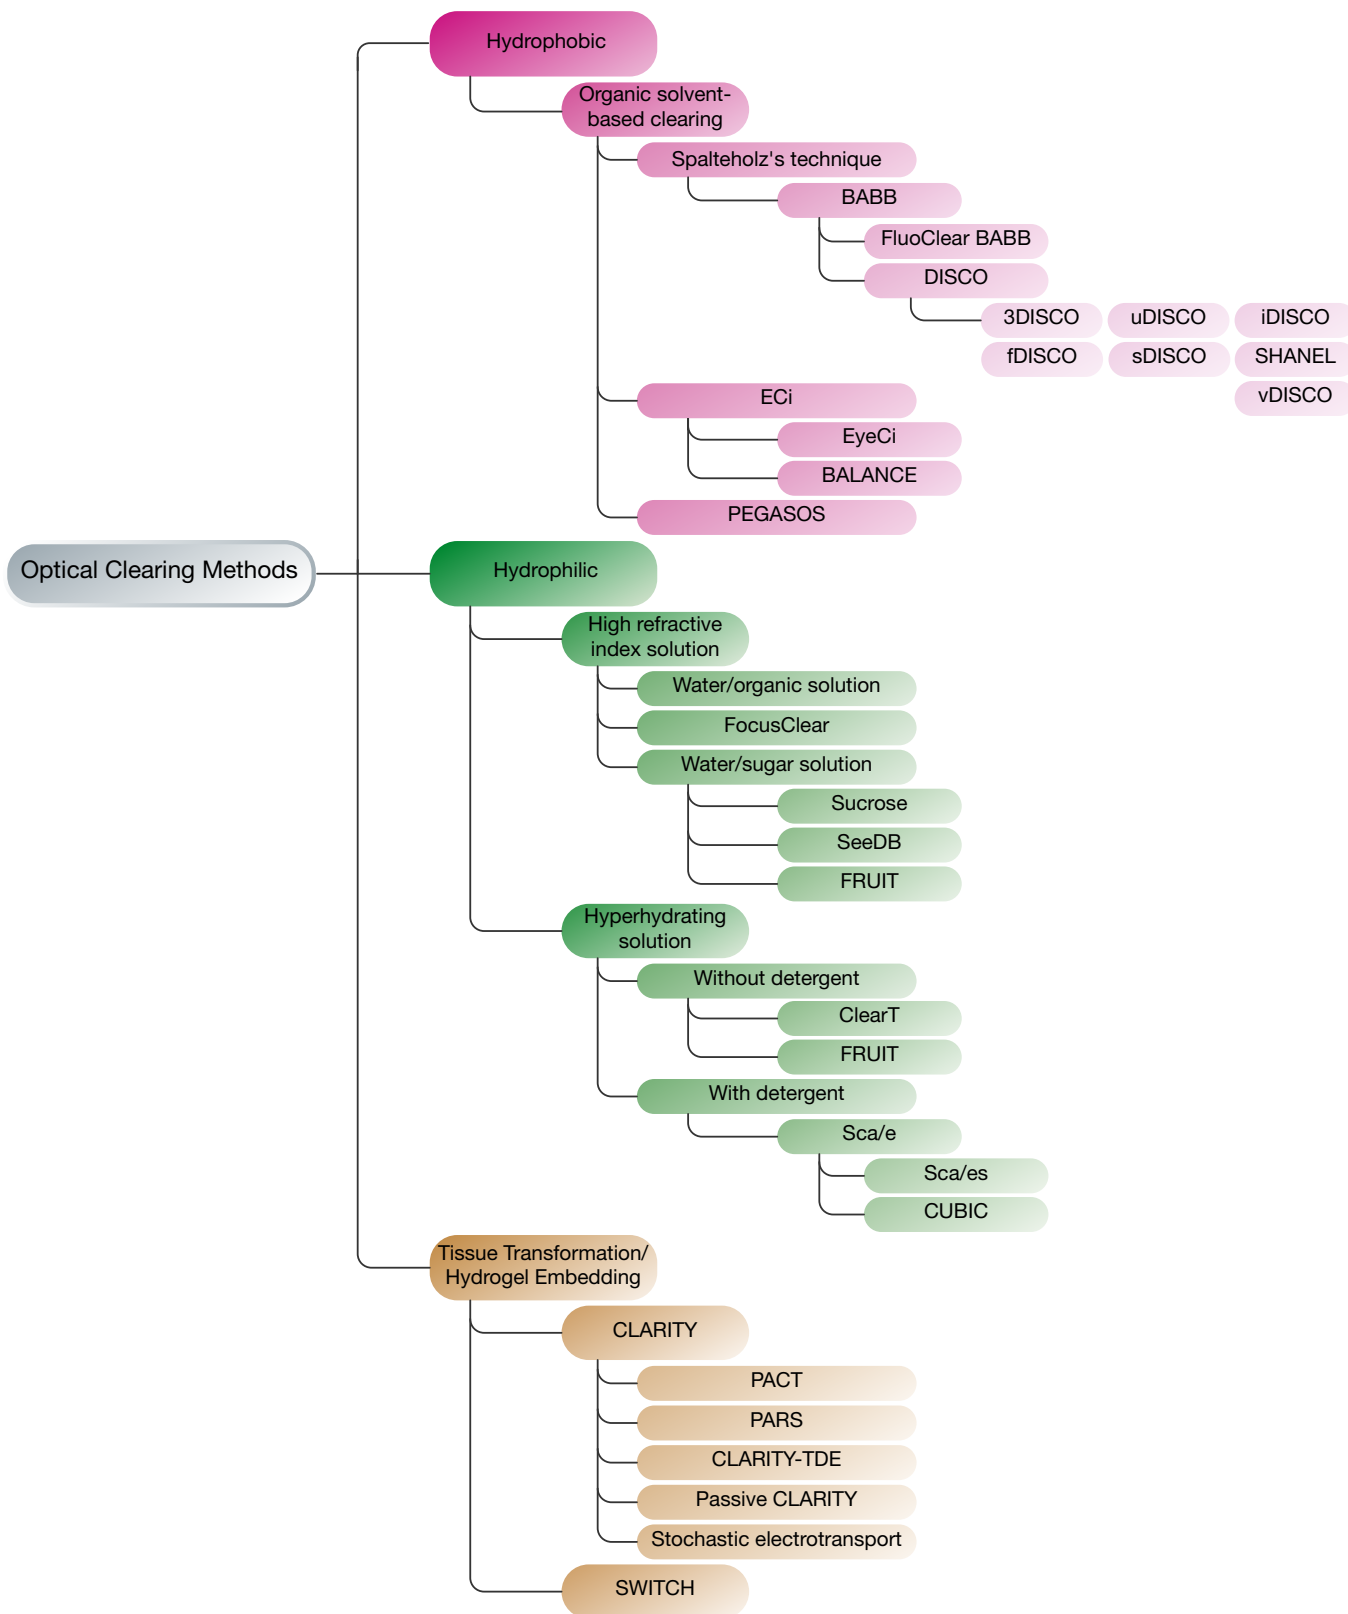 Hydrophobic
Organic solvent-
based clearing
Spalteholz's technique
BABB
FluoClear BABB
DISCO
3DISCO uDISCO iDISCO
fDISCO sDISCO SHANEL
vDISCO
ECi
EyeCi
BALANCE
PEGASOS
Optical Clearing Methods
Hydrophilic
High refractive
index solution
Water/organic solution
FocusClear
Water/sugar solution
Sucrose
SeeDB
FRUIT
Hyperhydrating
solution
Without detergent
ClearT
FRUIT
With detergent
Sca/e
Sca/es
CUBIC
Tissue Transformation/
Hydrogel Embedding
CLARITY
PACT
PARS
CLARITY-TDE
Passive CLARITY
Stochastic electrotransport
SWITCH